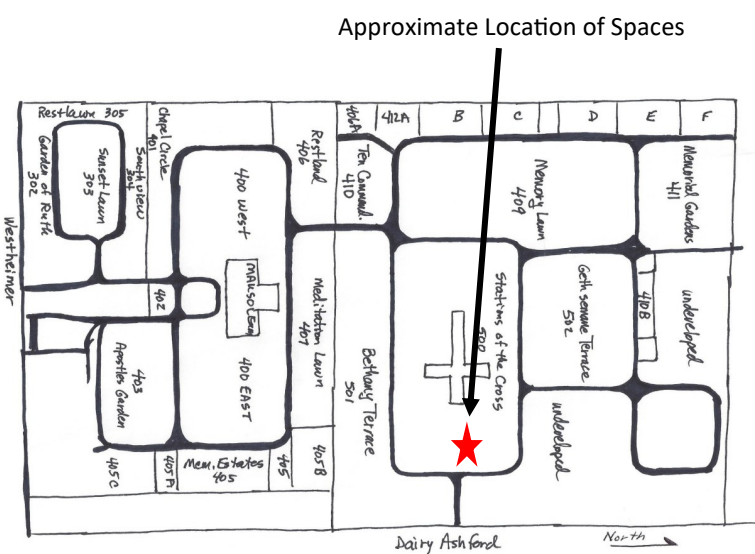 Approximate Location of Spaces
Restlawn 305
Chapel Circle
401
Restland
406
406A
412A
B
C
D
E
F
Garden of Ruth
302
Sunset Lawn
303
South View
304
400 West
Ten Command.
410
Memory Lawn
409
Memorial Gardens
411
Westheimer
402
MAUSOLEUM
Meditation Lawn
407
Stations of the Cross
500
Gethsemane Terrace
502
410B
undeveloped
Apostles Garden
403
400 EAST
Bethany Terrace
501
undeveloped
405C
405A
Mem. Estates
405
405
405B
Dairy Ashford
North